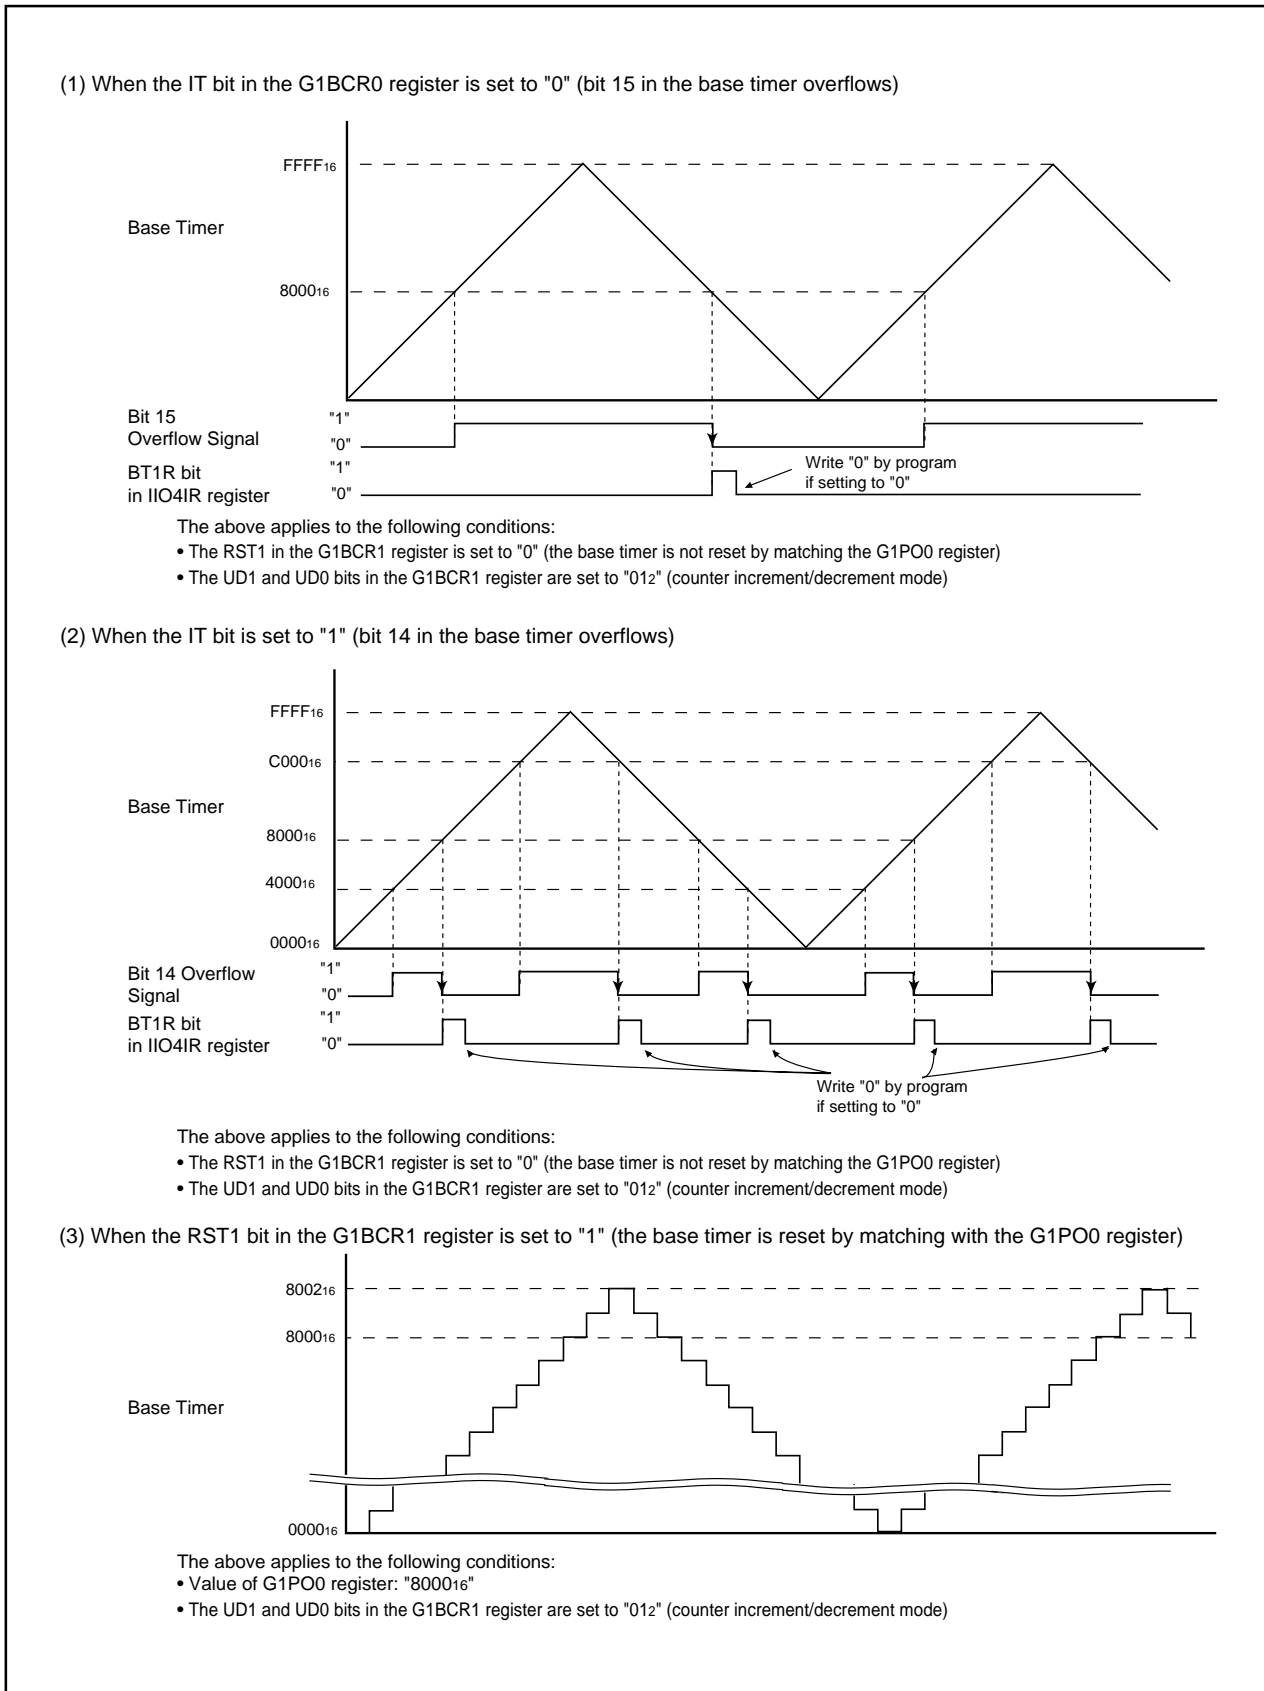 (1) When the IT bit in the G1BCR0 register is set to "0" (bit 15 in the base timer overflows)
FFFF16
Base Timer
800016
Bit 15
Overflow Signal
"1"
"0"
BT1R bit
in IIO4IR register
"1"
"0"
Write "0" by program
if setting to "0"
The above applies to the following conditions:
• The RST1 in the G1BCR1 register is set to "0" (the base timer is not reset by matching the G1PO0 register)
• The UD1 and UD0 bits in the G1BCR1 register are set to "012" (counter increment/decrement mode)
(2) When the IT bit is set to "1" (bit 14 in the base timer overflows)
FFFF16
C00016
Base Timer
800016
400016
000016
Bit 14 Overflow
Signal
"1"
"0"
BT1R bit
in IIO4IR register
"1"
"0"
Write "0" by program
if setting to "0"
The above applies to the following conditions:
• The RST1 in the G1BCR1 register is set to "0" (the base timer is not reset by matching the G1PO0 register)
• The UD1 and UD0 bits in the G1BCR1 register are set to "012" (counter increment/decrement mode)
(3) When the RST1 bit in the G1BCR1 register is set to "1" (the base timer is reset by matching with the G1PO0 register)
800216
800016
Base Timer
000016
The above applies to the following conditions:
• Value of G1PO0 register: "800016"
• The UD1 and UD0 bits in the G1BCR1 register are set to "012" (counter increment/decrement mode)